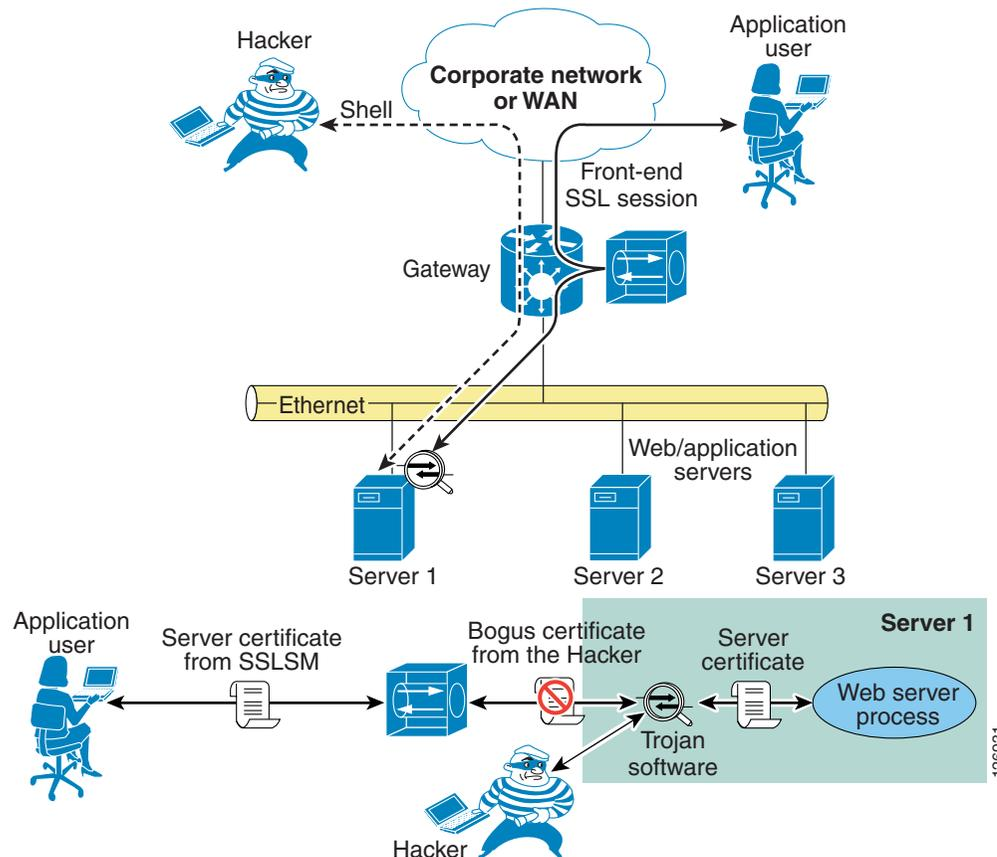 Hacker
Application
user
Corporate network
or WAN
Shell
Front-end
SSL session
Gateway
Ethernet
Web/application
servers
Server 1
Server 2
Server 3
Application
user
Server certificate
from SSLSM
Bogus certificate
from the Hacker
Server
certificate
Server 1
Web server
process
Trojan
software
Hacker